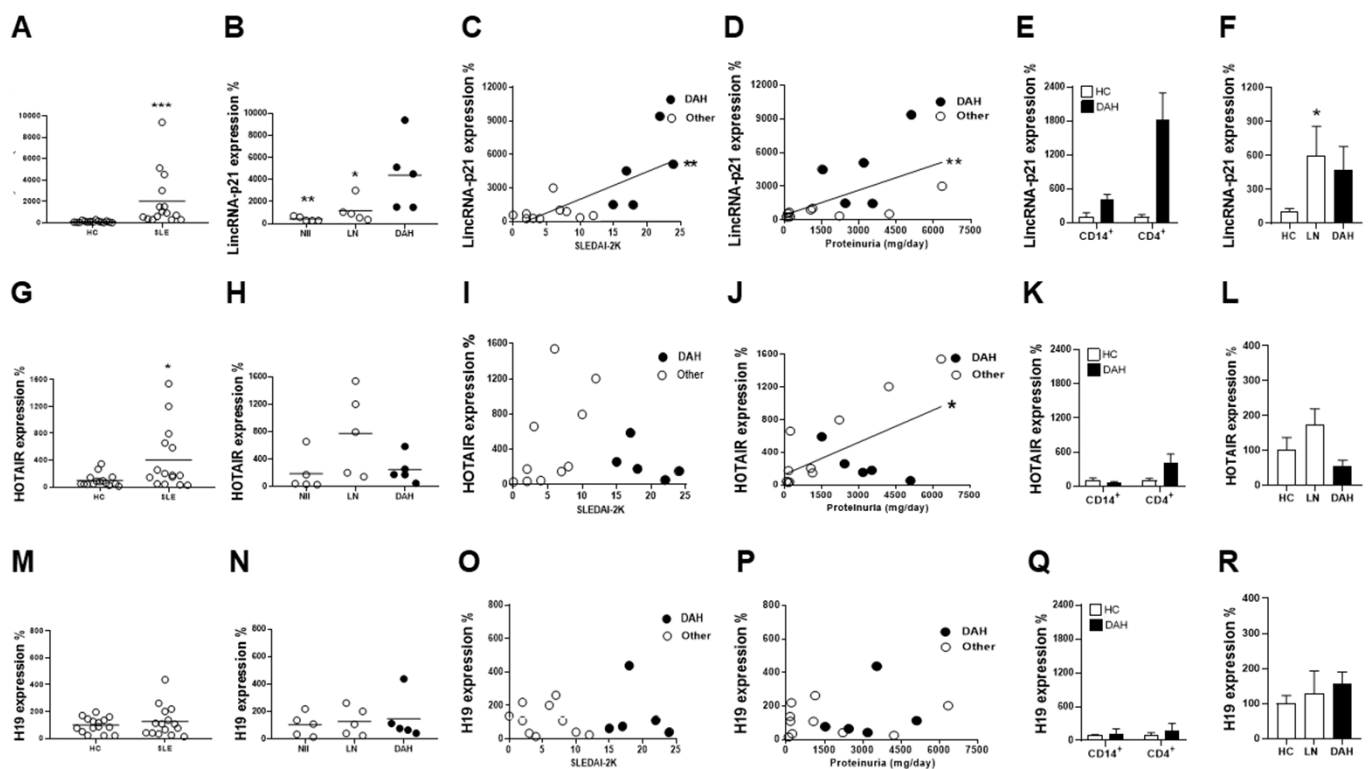 A
LincRNA-p21 expression %
***
10000
8000
6000
4000
2000
0
HC SLE
B
LincRNA-p21 expression %
10000
8000
6000
4000
2000
0
** *
NII LN DAH
C
LincRNA-p21 expression %
12000
9000
6000
3000
0
DAH
Other
**
0 5 10 15 20 25
SLEDAI-2K
D
LincRNA-p21 expression %
12000
9000
6000
3000
0
DAH
Other
**
0 1500 3000 4500 6000 7500
Proteinuria (mg/day)
E
LincRNA-p21 expression %
2400
1800
1200
600
0
HC
DAH
CD14+ CD4+
F
LincRNA-p21 expression %
1200
900
600
300
0
*
HC LN DAH
G
HOTAIR expression %
1600
1200
800
400
0
*
HC SLE
H
HOTAIR expression %
1600
1200
800
400
0
NII LN DAH
I
HOTAIR expression %
1600
1200
800
400
0
DAH
Other
0 5 10 15 20 25
SLEDAI-2K
J
HOTAIR expression %
1600
1200
800
400
0
DAH
Other
*
0 1500 3000 4500 6000 7500
Proteinuria (mg/day)
K
HOTAIR expression %
2400
1800
1200
600
0
HC
DAH
CD14+ CD4+
L
HOTAIR expression %
400
300
200
100
0
HC LN DAH
M
H19 expression %
800
600
400
200
0
HC SLE
N
H19 expression %
800
600
400
200
0
NII LN DAH
O
H19 expression %
800
600
400
200
0
DAH
Other
0 5 10 15 20 25
SLEDAI-2K
P
H19 expression %
800
600
400
200
0
DAH
Other
0 1500 3000 4500 6000 7500
Proteinuria (mg/day)
Q
H19 expression %
2400
1800
1200
600
0
HC
DAH
CD14+ CD4+
R
H19 expression %
400
300
200
100
0
HC LN DAH